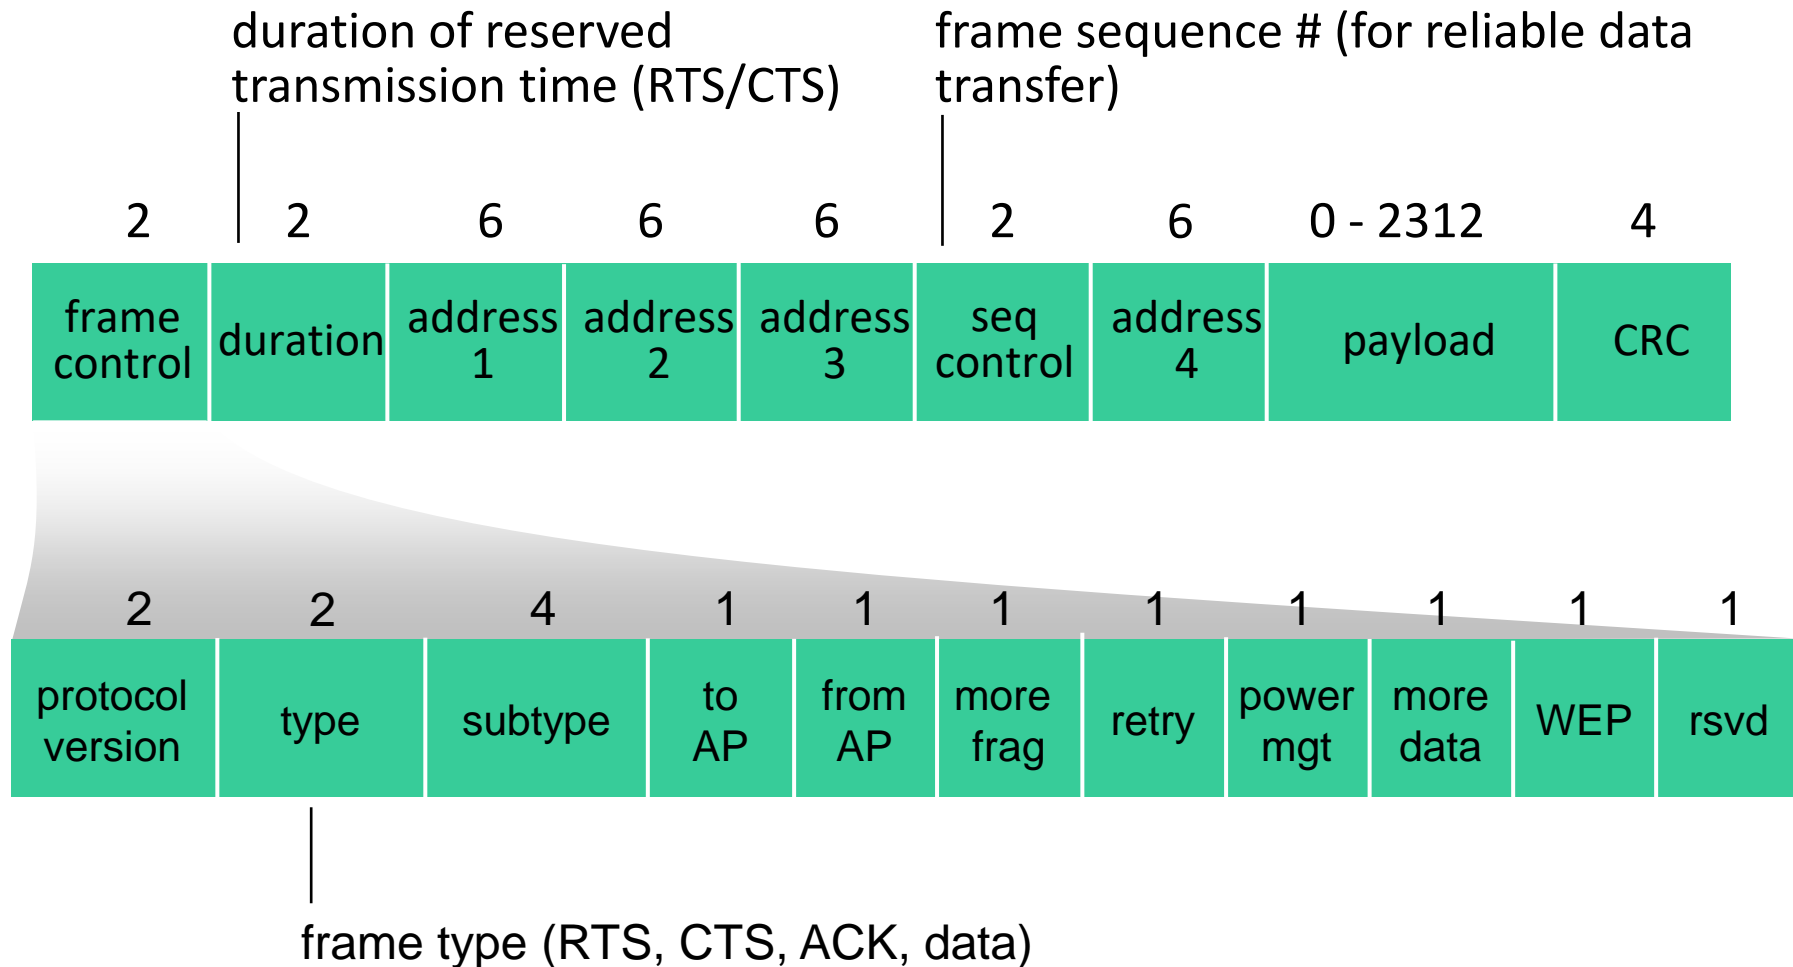 duration of reserved
transmission time (RTS/CTS)
frame sequence # (for reliable data
transfer)
2 2 6 6 6 2 6 0 - 2312 4
frame
control
duration
address
1
address
2
address
3
seq
control
address
4
payload
CRC
2 2 4 1 1 1 1 1 1 1 1
protocol
version
type
subtype
to
AP
from
AP
more
frag
retry
power
mgt
more
data
WEP
rsvd
frame type (RTS, CTS, ACK, data)